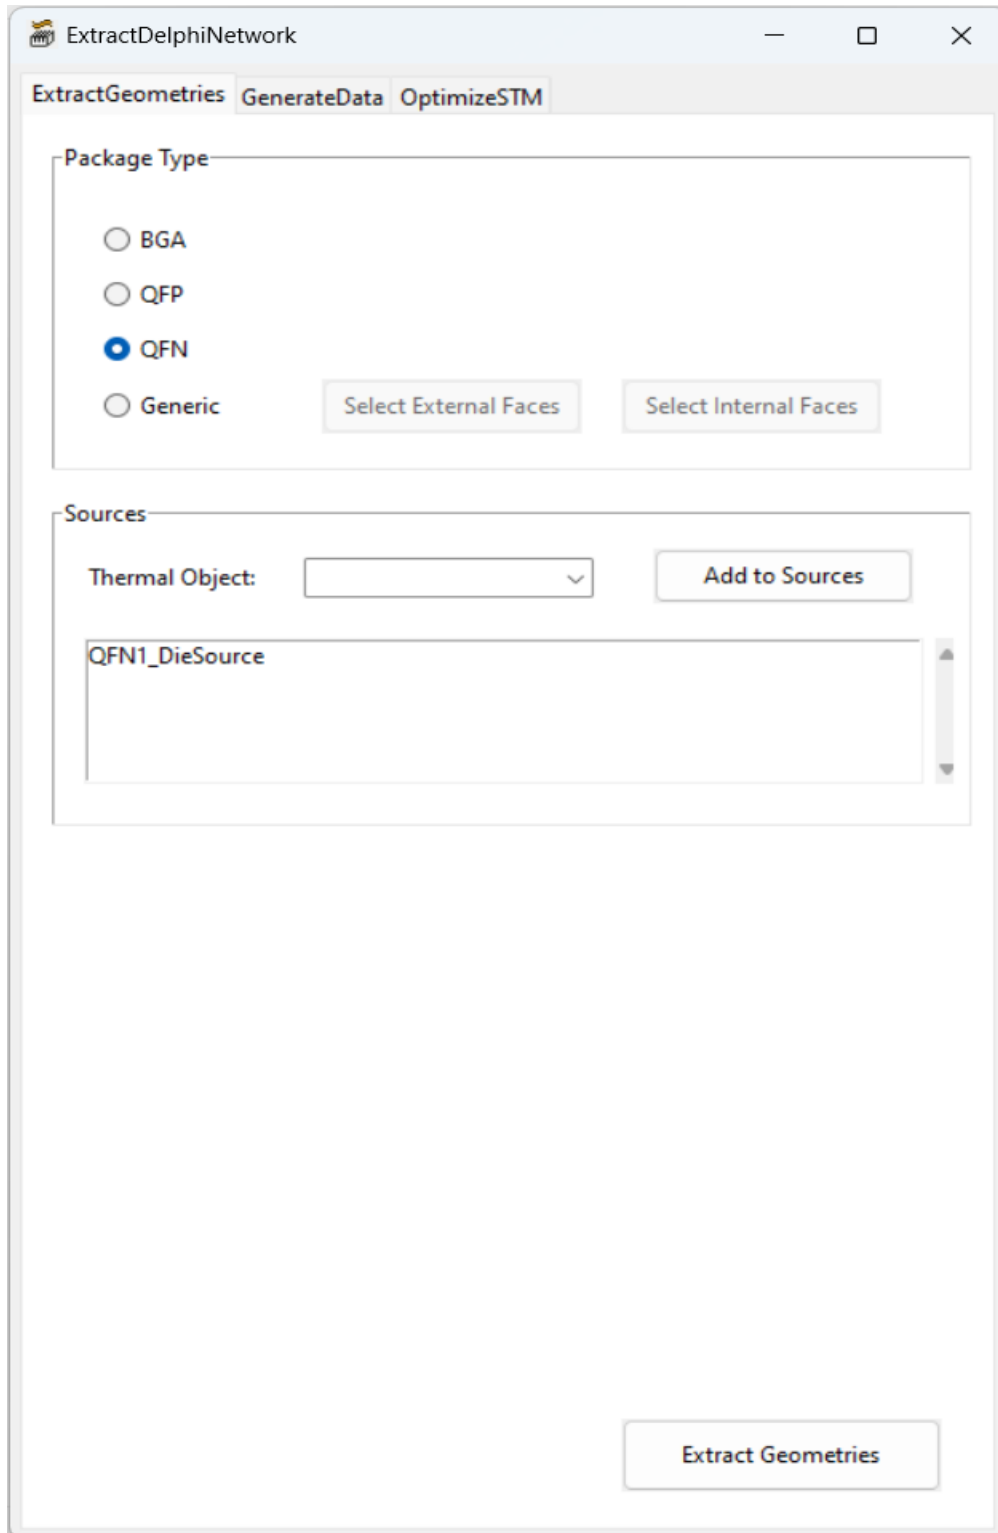 ExtractDelphiNetwork
ExtractGeometries GenerateData OptimizeSTM
Package Type
BGA
QFP
QFN
Generic Select External Faces Select Internal Faces
Sources
Thermal Object: Add to Sources
QFN1_DieSource
Extract Geometries